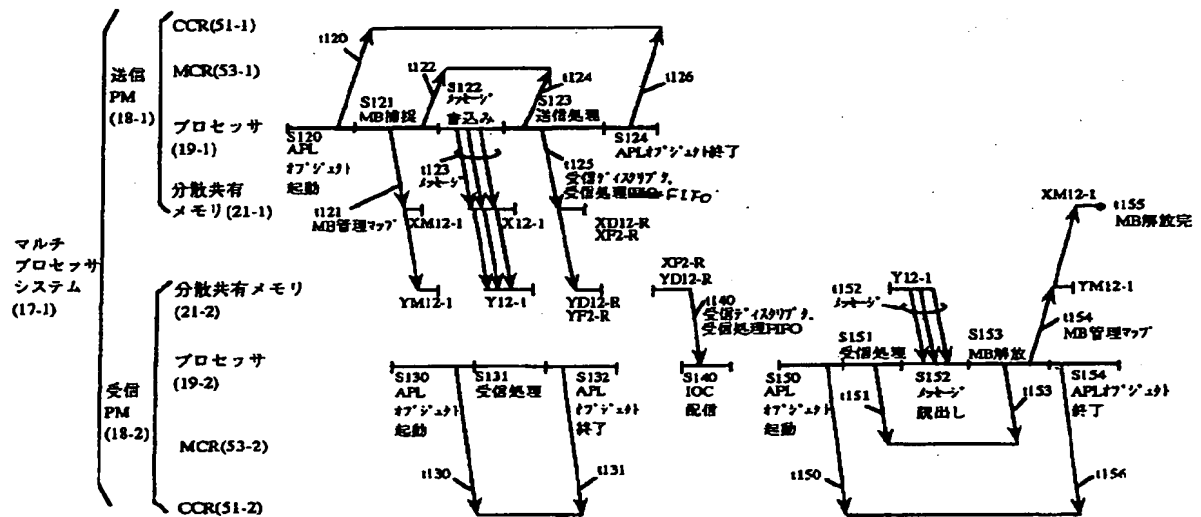 マルチ
プロセッサ
システム
(17-1)
送信
PM
(18-1)
受信
PM
(18-2)
CCR(51-1)
MCR(53-1)
プロセッサ
(19-1)
分散共有
メモリ(21-1)
分散共有メモリ
(21-2)
プロセッサ
(19-2)
MCR(53-2)
CCR(51-2)
t120
t122
t124
t126
S120
APL
オブジェクト
起動
S121
MB捕捉
S122
メッセージ
書込み
S123
送信処理
S124
APLオブジェクト終了
t121
MB管理マップ
t123
メッセージ
t125
受信ディスクリプタ、
受信処理FIFO
XM12-1
X12-1
XD12-R
XF2-R
YM12-1
Y12-1
YD12-R
YF2-R
XF2-R
YD12-R
t140
受信ディスクリプタ、
受信処理FIFO
S130
APL
オブジェクト
起動
S131
受信処理
S132
APL
オブジェクト
終了
t130
t131
S140
IOC
配信
S150
APL
オブジェクト
起動
S151
受信処理
t152
メッセージ
Y12-1
S152
メッセージ
読出し
S153
MB解放
S154
APLオブジェクト
終了
t151
t153
t150
t156
t154
MB管理マップ
YM12-1
XM12-1
t155
MB解放完